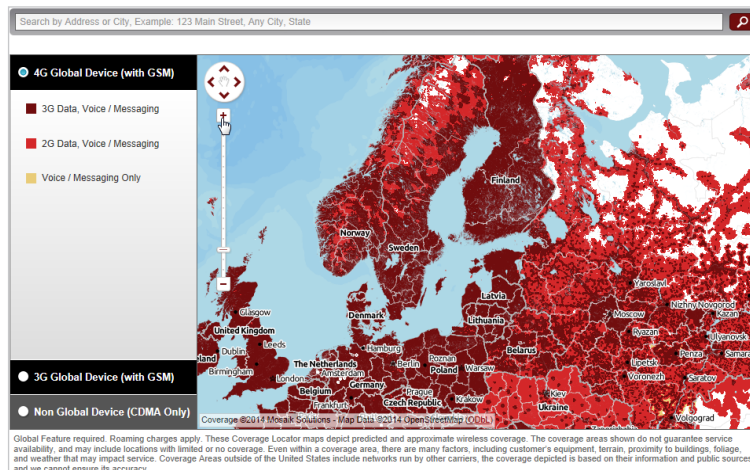 Search by Address or City, Example: 123 Main Street, Any City, State
4G Global Device (with GSM)
3G Data, Voice / Messaging
2G Data, Voice / Messaging
Voice / Messaging Only
3G Global Device (with GSM)
Non Global Device (CDMA Only)
Finland
Norway
Sweden
Yaroslavl
Latvia
Nizhny Novgorod
Glasgow
Denmark
Moscow
Kazan
Lithuania
United Kingdom
Ryazan
Ulyanovsk
Leeds
Hamburg
Dublin
Belarus
Poznan
Penza
Samara
The Netherlands
Berlin
Poland
Warsaw
Lipetsk
Birmingham
Amsterdam
London
Voronezh
Saratov
Germany
Belgium
Prague
Kiev
Krakow
Czech Republic
Ukraine
Frankfurt
Volgograd
Coverage ©2014 Mosaik Solutions - Map Data ©2014 OpenStreetMap (ODbL)
Global Feature required. Roaming charges apply. These Coverage Locator maps depict predicted and approximate wireless coverage. The coverage areas shown do not guarantee service
availability, and may include locations with limited or no coverage. Even within a coverage area, there are many factors, including customer's equipment, terrain, proximity to buildings, foliage,
and weather that may impact service. Coverage Areas outside of the United States include networks run by other carriers, the coverage depicted is based on their information and public sources,
and we cannot ensure its accuracy.